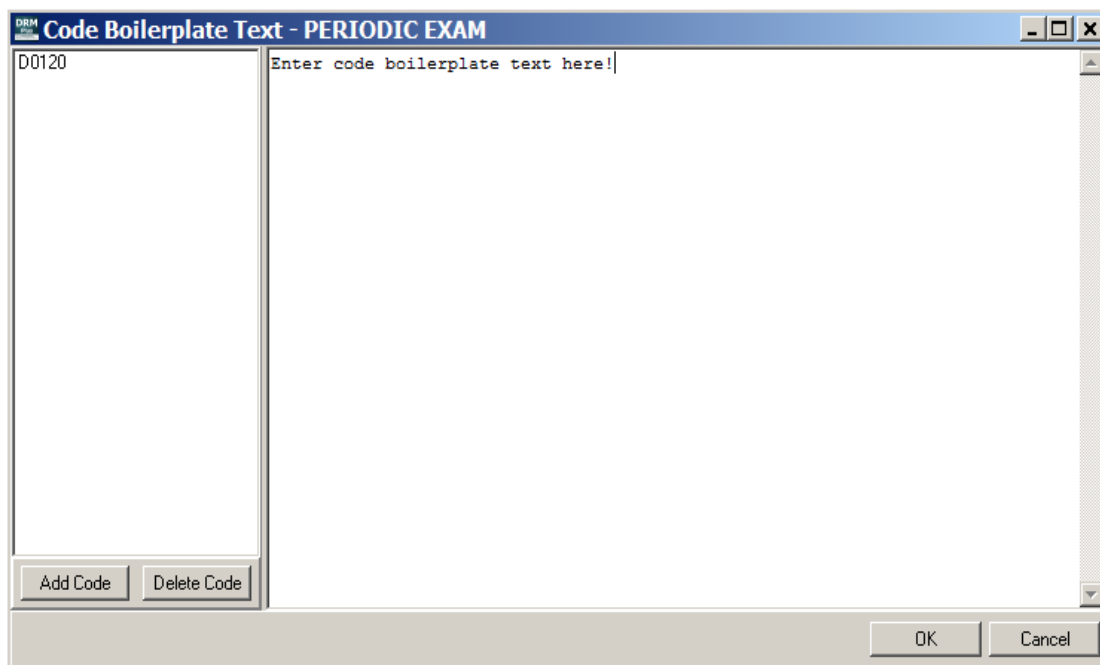 DRM Plus Code Boilerplate Text - PERIODIC EXAM
D0120
Enter code boilerplate text here!
Add Code
Delete Code
OK
Cancel